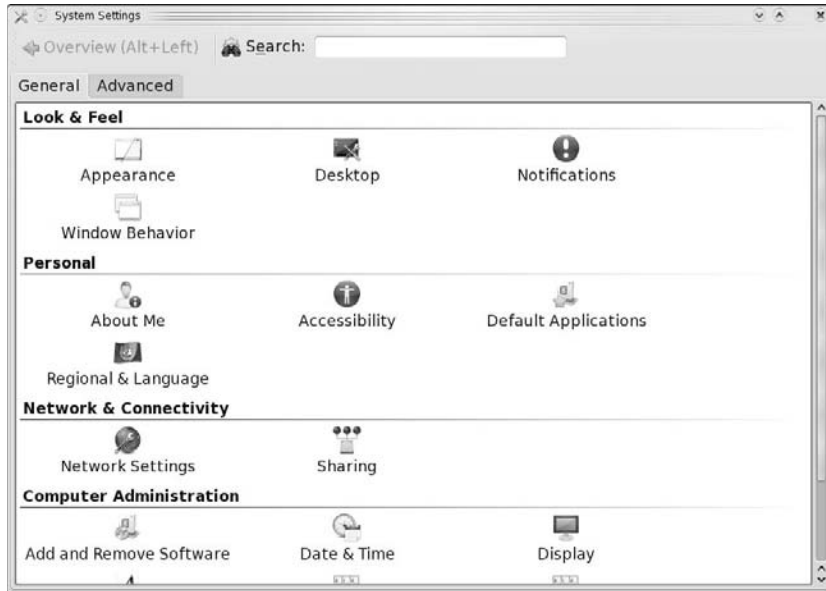 System Settings
Overview (Alt+Left) Search:
General Advanced
Look & Feel
Appearance Desktop Notifications
Window Behavior
Personal
About Me Accessibility Default Applications
Regional & Language
Network & Connectivity
Network Settings Sharing
Computer Administration
Add and Remove Software Date & Time Display